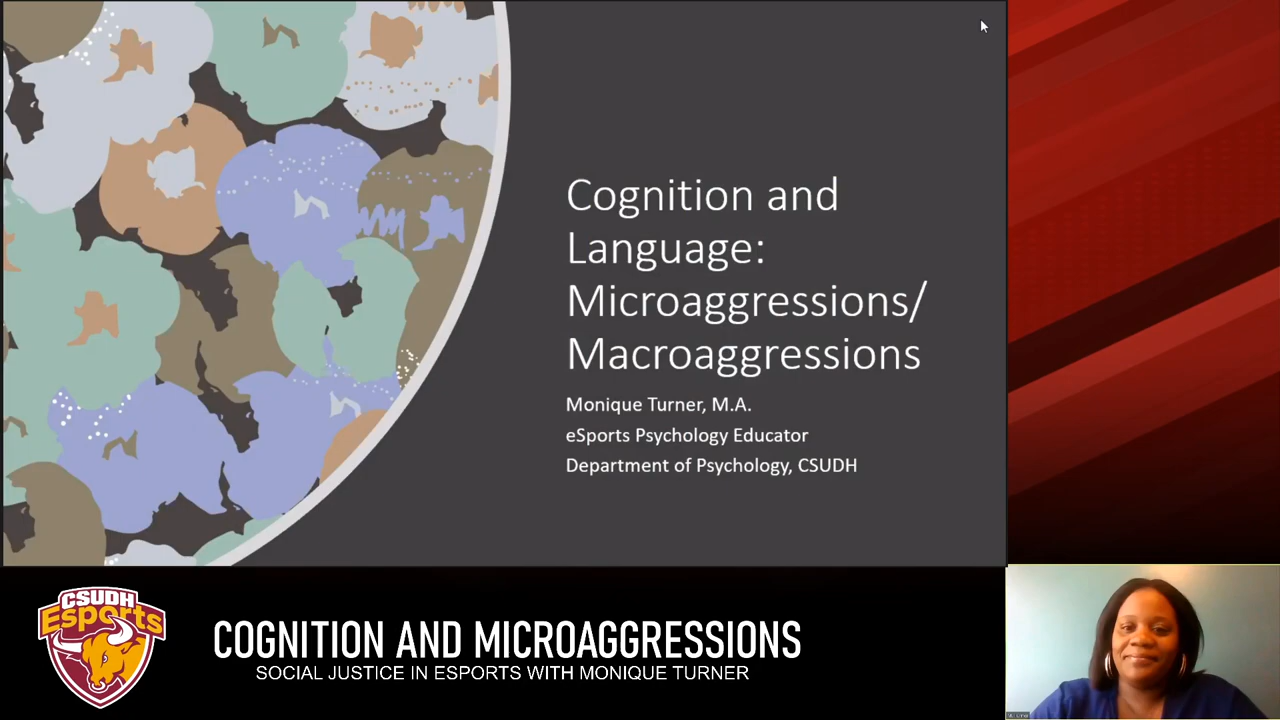 Cognition and
Language:
Microaggressions/
Macroaggressions
Monique Turner, M.A.
eSports Psychology Educator
Department of Psychology, CSUDH
CSUDH
Esports
COGNITION AND MICROAGGRESSIONS
SOCIAL JUSTICE IN ESPORTS WITH MONIQUE TURNER